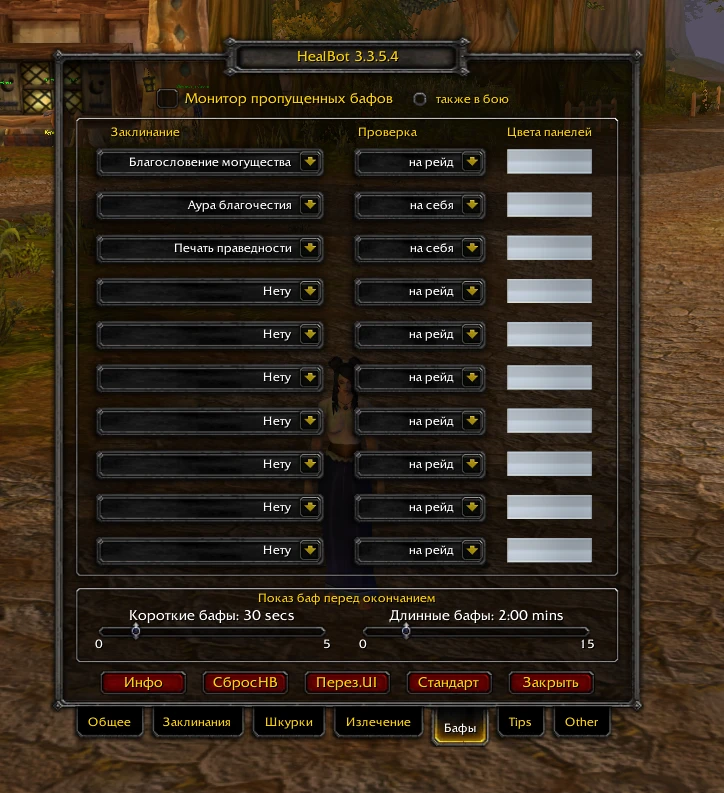 HealBot 3.3.5.4
Монитор пропущенных бафов также в бою
Заклинание Проверка Цвета панелей
Благословение могущества на рейд
Аура благочестия на себя
Печать праведности на себя
Нету на рейд
Нету на рейд
Нету на рейд
Нету на рейд
Нету на рейд
Нету на рейд
Нету на рейд
Показ баф перед окончанием
Короткие бафы: 30 secs Длинные бафы: 2:00 mins
0 5 0 15
Инфо СбросHB Перез.UI Стандарт Закрыть
Общее Заклинания Шкурки Излечение Бафы Tips Other